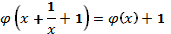 φ(x + 1/x + 1) = φ(x) + 1